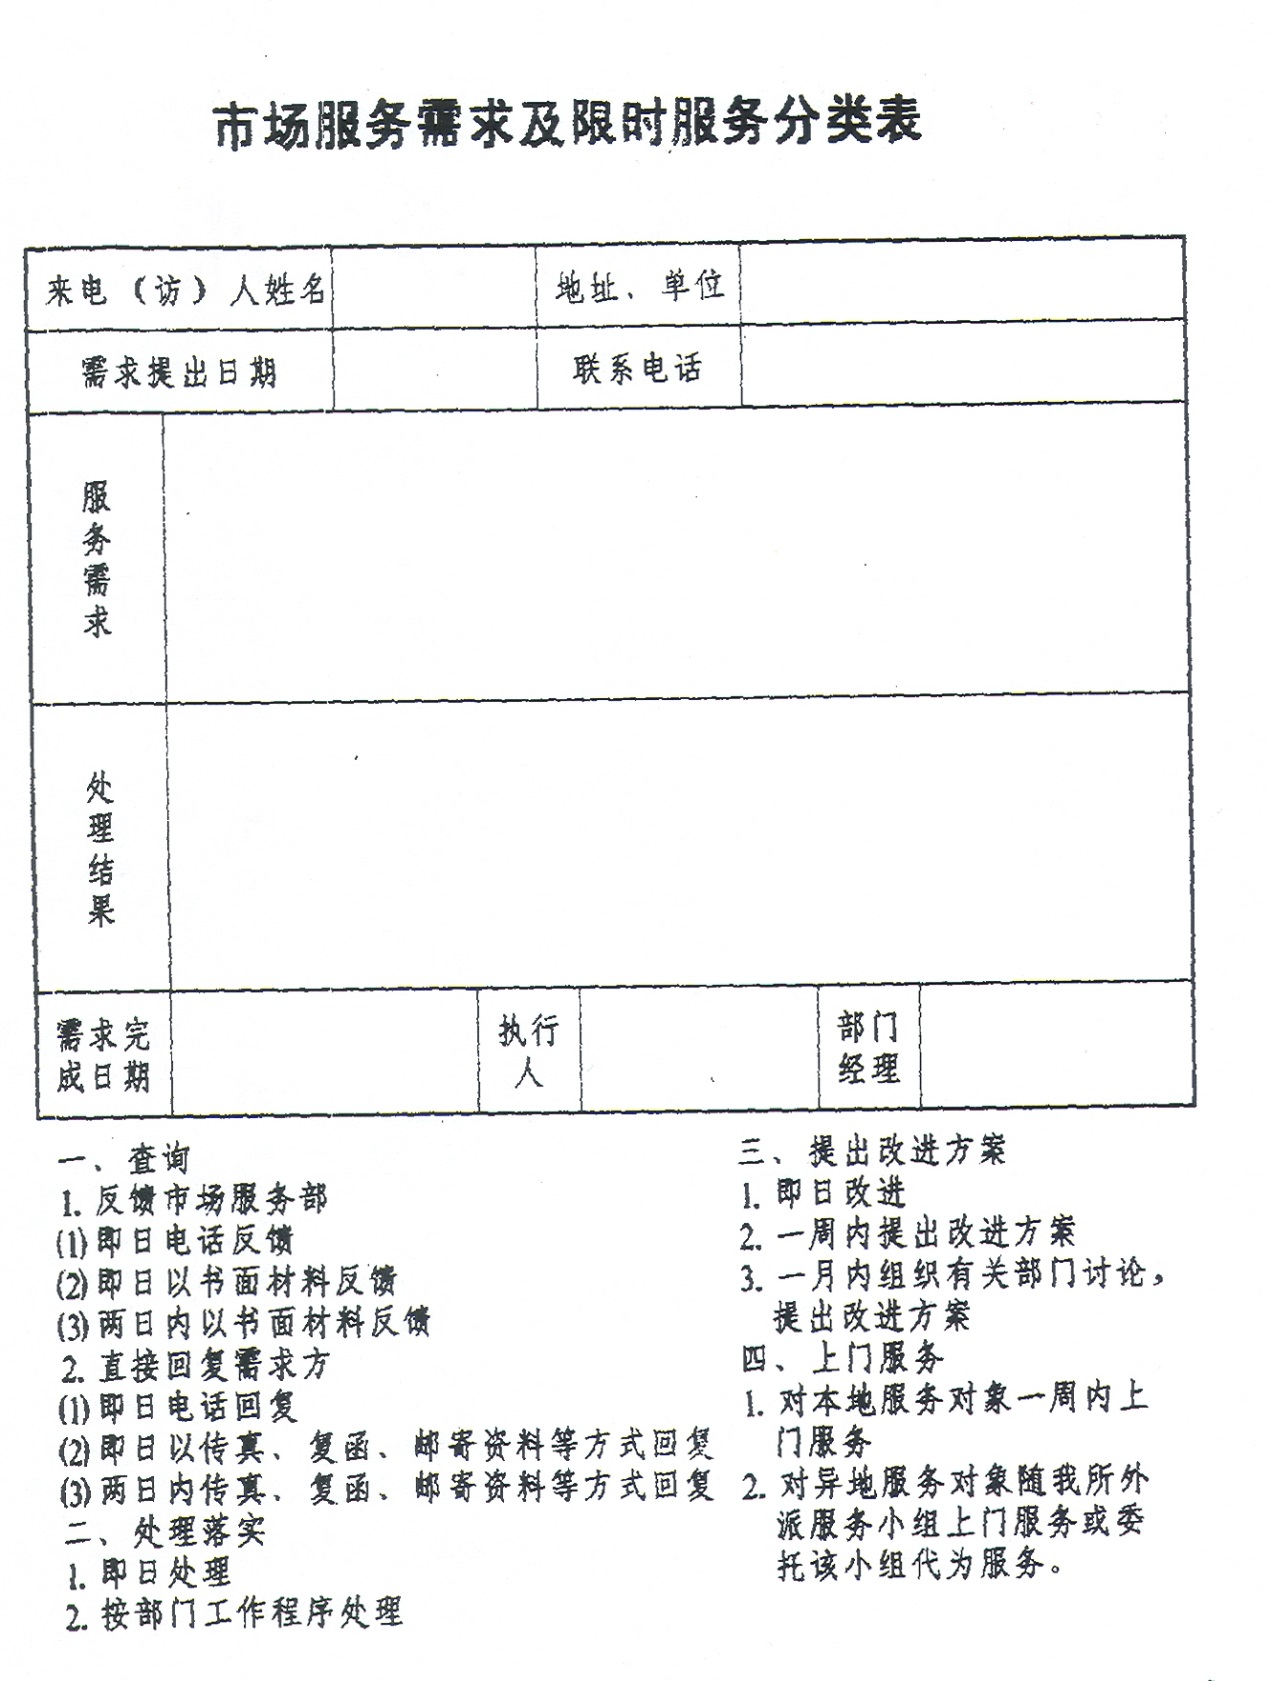 市场服务需求及限时服务分类表
来电（访）人姓名
地址、单位
需求提出日期
联系电话
服
务
需
求
处
理
结
果
需求完
成日期
执行
人
部门
经理
一、查询
1. 反馈市场服务部
(1) 即日电话反馈
(2) 即日以书面材料反馈
(3) 两日内以书面材料反馈
2. 直接回复需求方
(1) 即日电话回复
(2) 即日以传真、复函、邮寄资料等方式回复
(3) 两日内传真、复函、邮寄资料等方式回复
二、处理落实
1. 即日处理
2. 按部门工作程序处理
三、提出改进方案
1. 即日改进
2. 一周内提出改进方案
3. 一月内组织有关部门讨论，
提出改进方案
四、上门服务
1. 对本地服务对象一周内上
门服务
2. 对异地服务对象随我所外
派服务小组上门服务或委
托该小组代为服务。